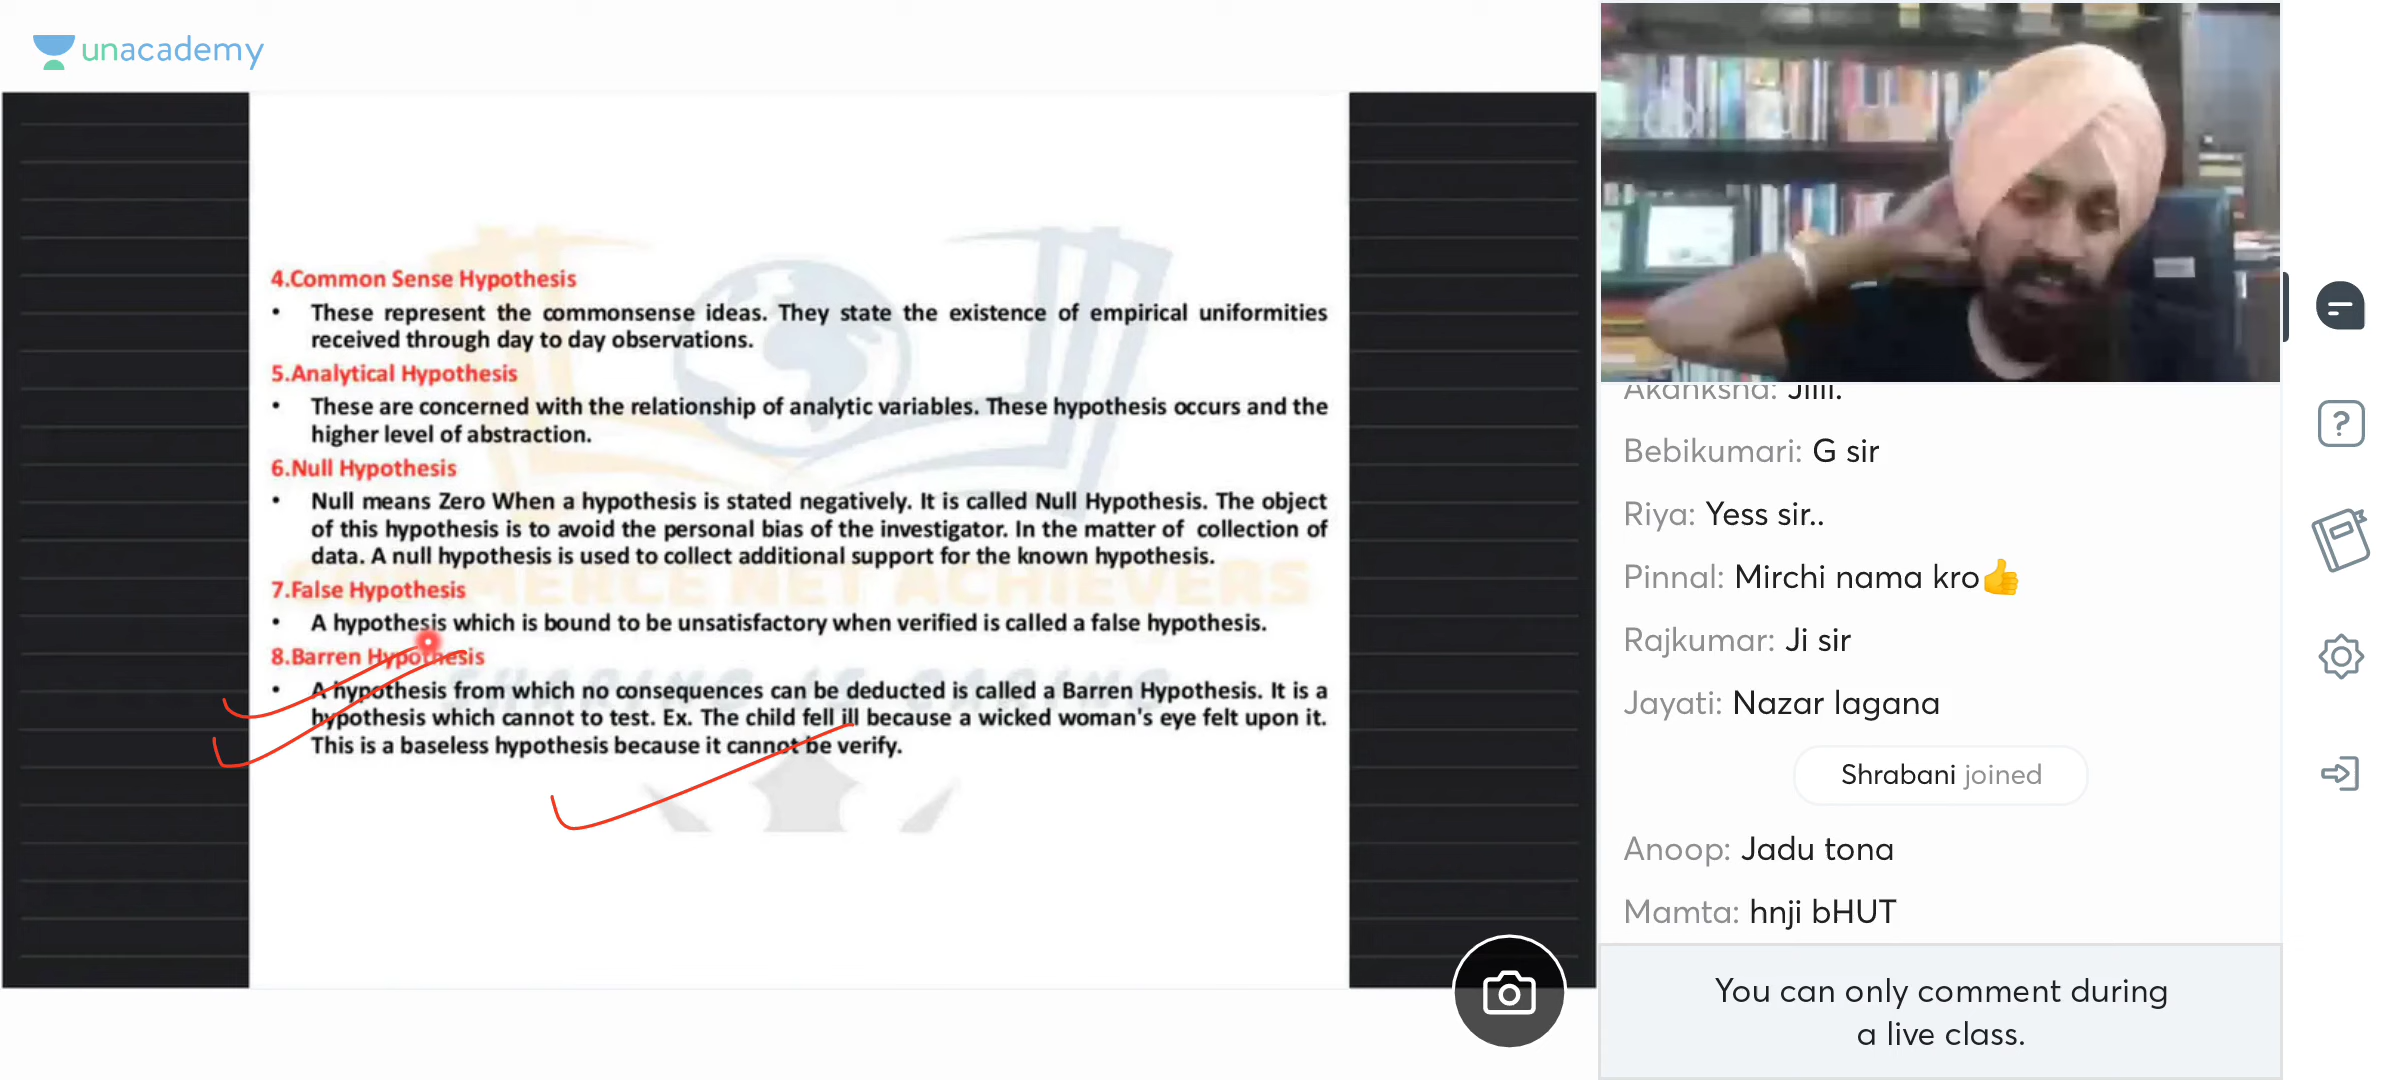 unacademy
4.Common Sense Hypothesis
• These represent the commonsense ideas. They state the existence of empirical uniformities
received through day to day observations.
5.Analytical Hypothesis
• These are concerned with the relationship of analytic variables. These hypothesis occurs and the
higher level of abstraction.
6.Null Hypothesis
• Null means Zero When a hypothesis is stated negatively. It is called Null Hypothesis. The object
of this hypothesis is to avoid the personal bias of the investigator. In the matter of collection of
data. A null hypothesis is used to collect additional support for the known hypothesis.
7.False Hypothesis
• A hypothesis which is bound to be unsatisfactory when verified is called a false hypothesis.
8.Barren Hypothesis
• A hypothesis from which no consequences can be deducted is called a Barren Hypothesis. It is a
hypothesis which cannot to test. Ex. The child fell ill because a wicked woman's eye felt upon it.
This is a baseless hypothesis because it cannot be verify.
NET ACHIEVERS
SHARING IS CARING
Akanksha: Jiiii.
Bebikumari: G sir
Riya: Yess sir..
Pinnal: Mirchi nama kro👍
Rajkumar: Ji sir
Jayati: Nazar lagana
Shrabani joined
Anoop: Jadu tona
Mamta: hnji bHUT
You can only comment during
a live class.